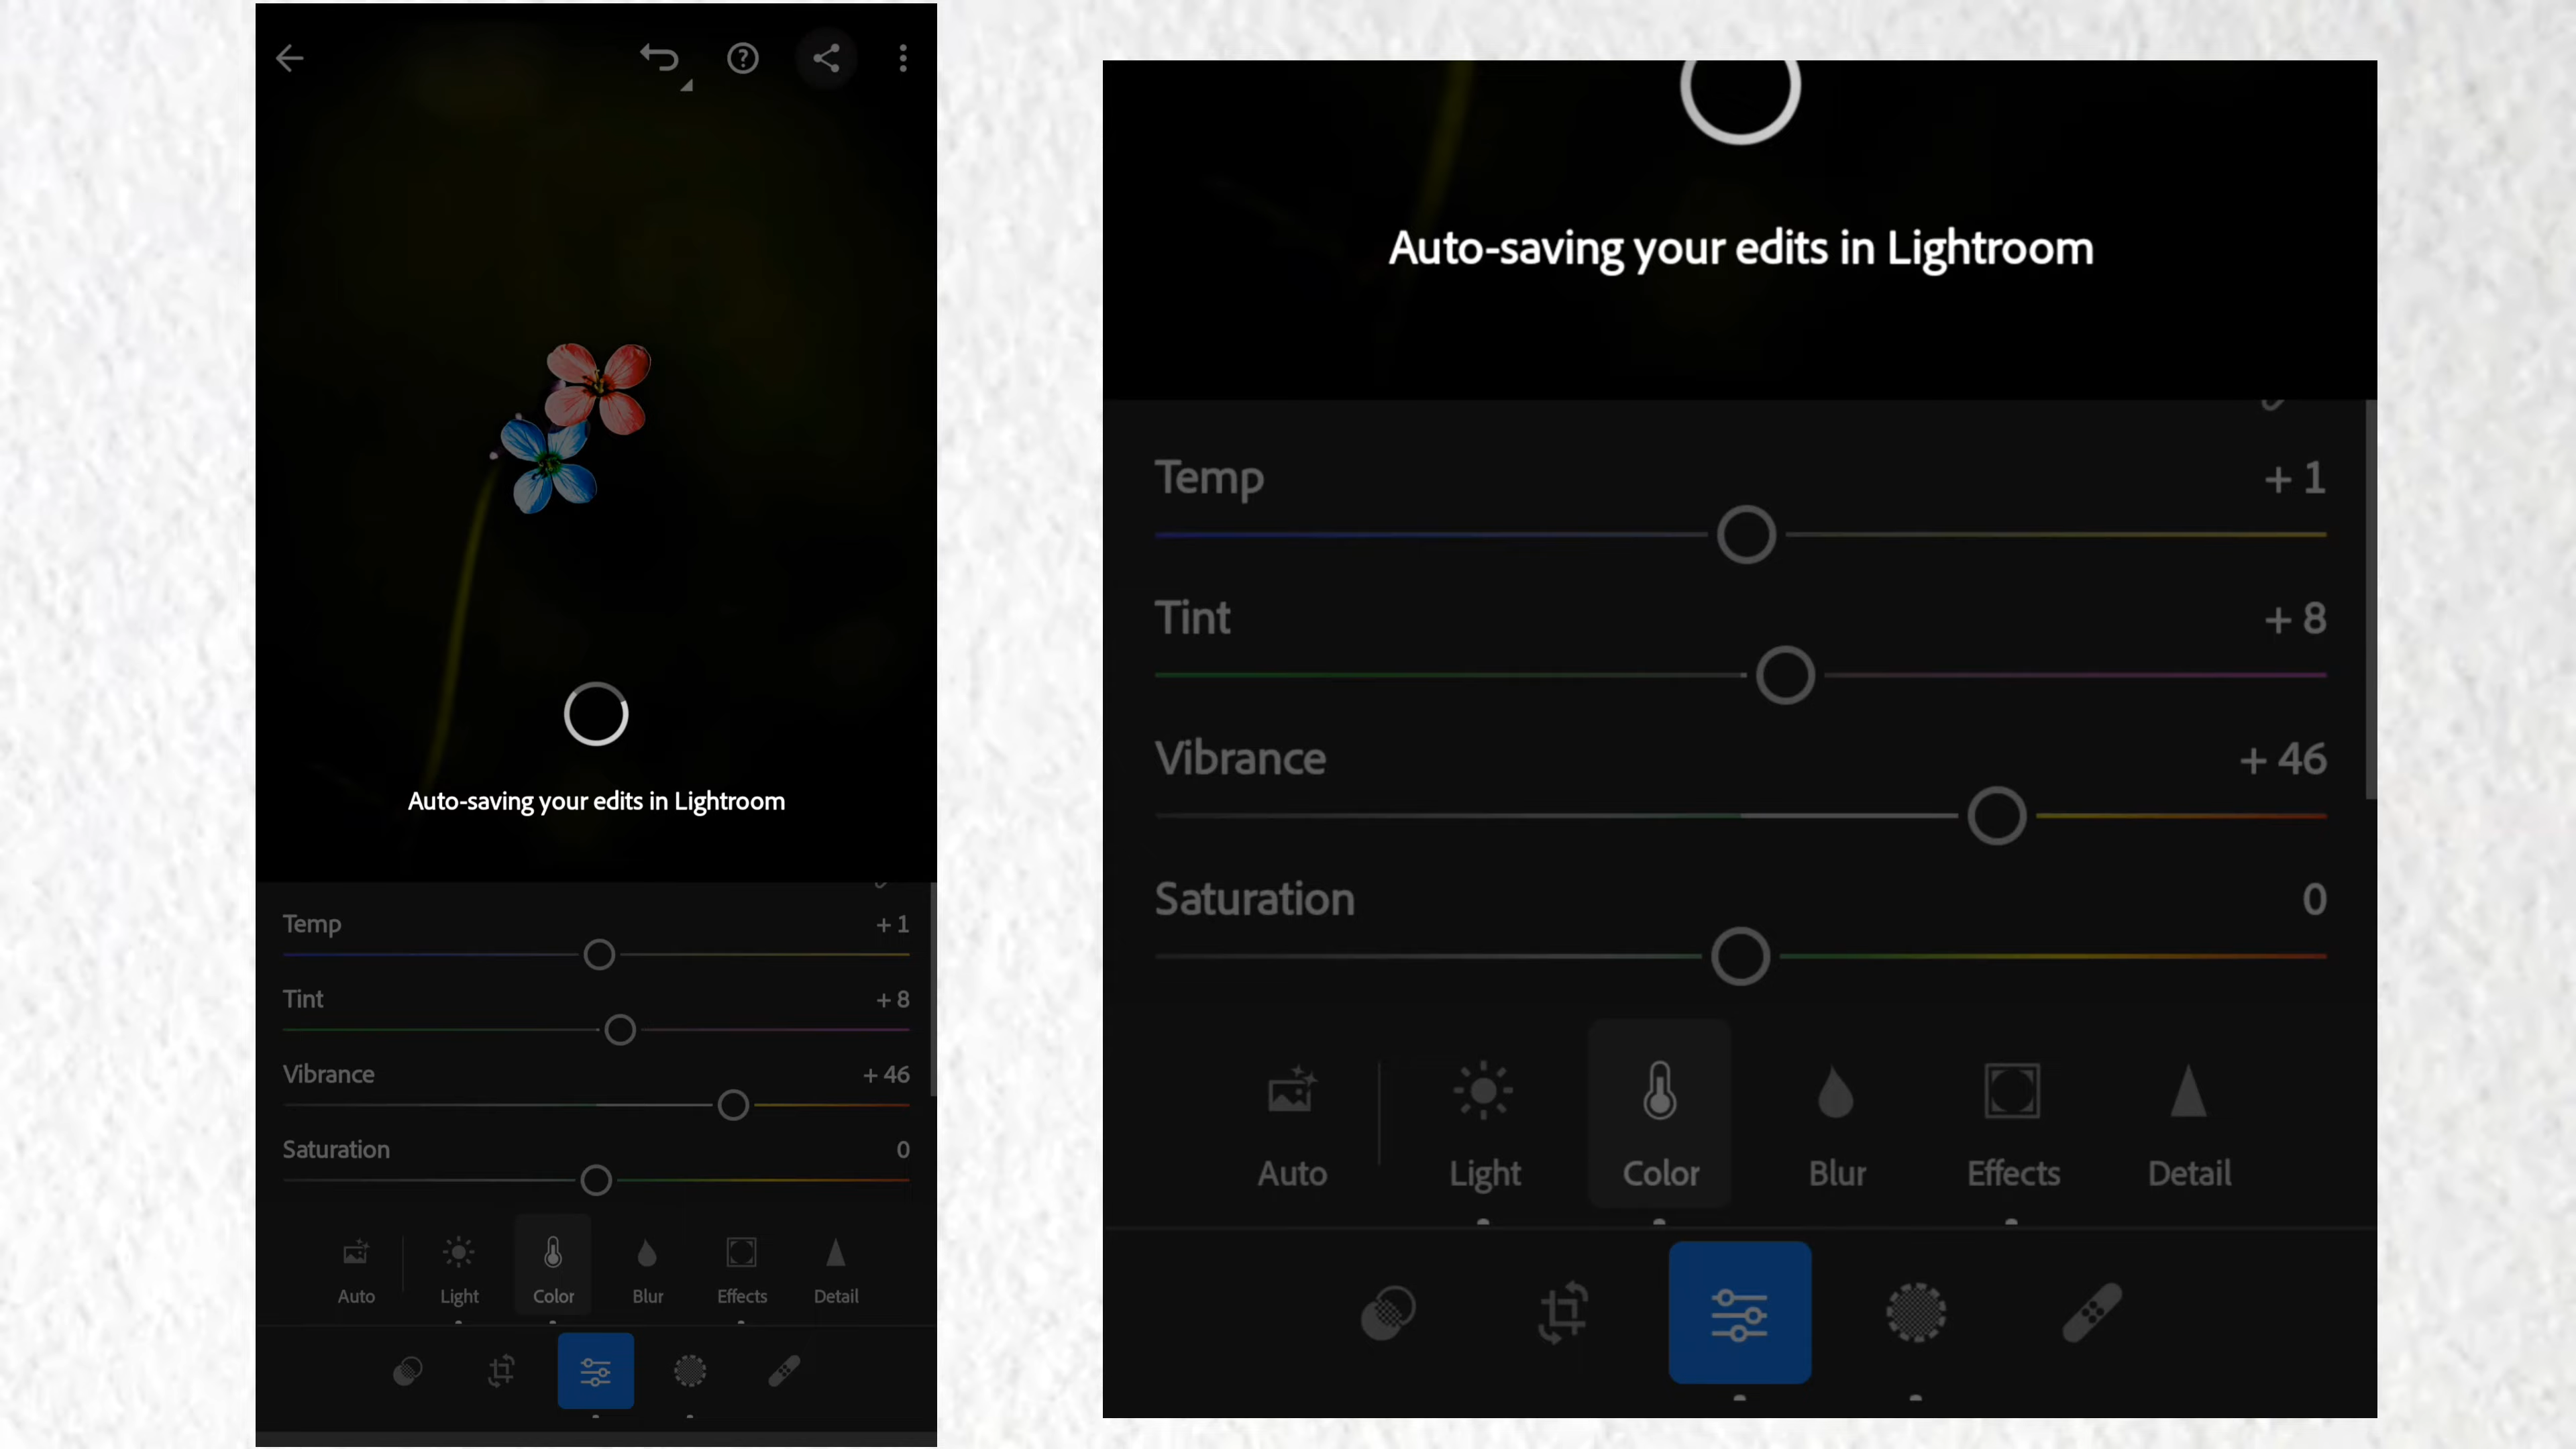 Auto-saving your edits in Lightroom
Temp +1
Tint +8
Vibrance +46
Saturation 0
Auto Light Color Blur Effects Detail
Auto-saving your edits in Lightroom
Temp +1
Tint +8
Vibrance +46
Saturation 0
Auto Light Color Blur Effects Detail